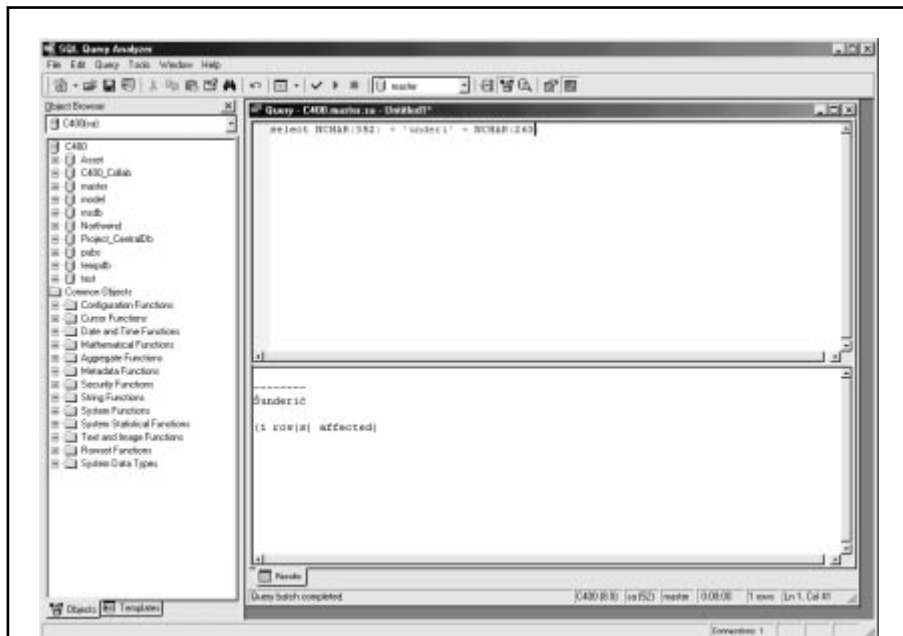 SQL Query Analyzer
File Edit Query Tools Window Help
master
Object Browser
C400(sa)
C400
Asset
C400_Collab
master
model
msdb
Northwind
Project_CentralDb
pubs
tempdb
test
Common Objects
Configuration Functions
Cursor Functions
Date and Time Functions
Mathematical Functions
Aggregate Functions
Metadata Functions
Security Functions
String Functions
System Functions
System Statistical Functions
Text and Image Functions
Rowset Functions
System Data Types
Objects Templates
Query - C400.master.sa - Untitled1*
select NCHAR(352) + 'underi' + NCHAR(263
--------
Šunderić
(1 row(s) affected)
Results
Query batch completed. C400 (8.0) sa (52) master 0:00:00 1 rows Ln 1, Col 41
Connections: 1